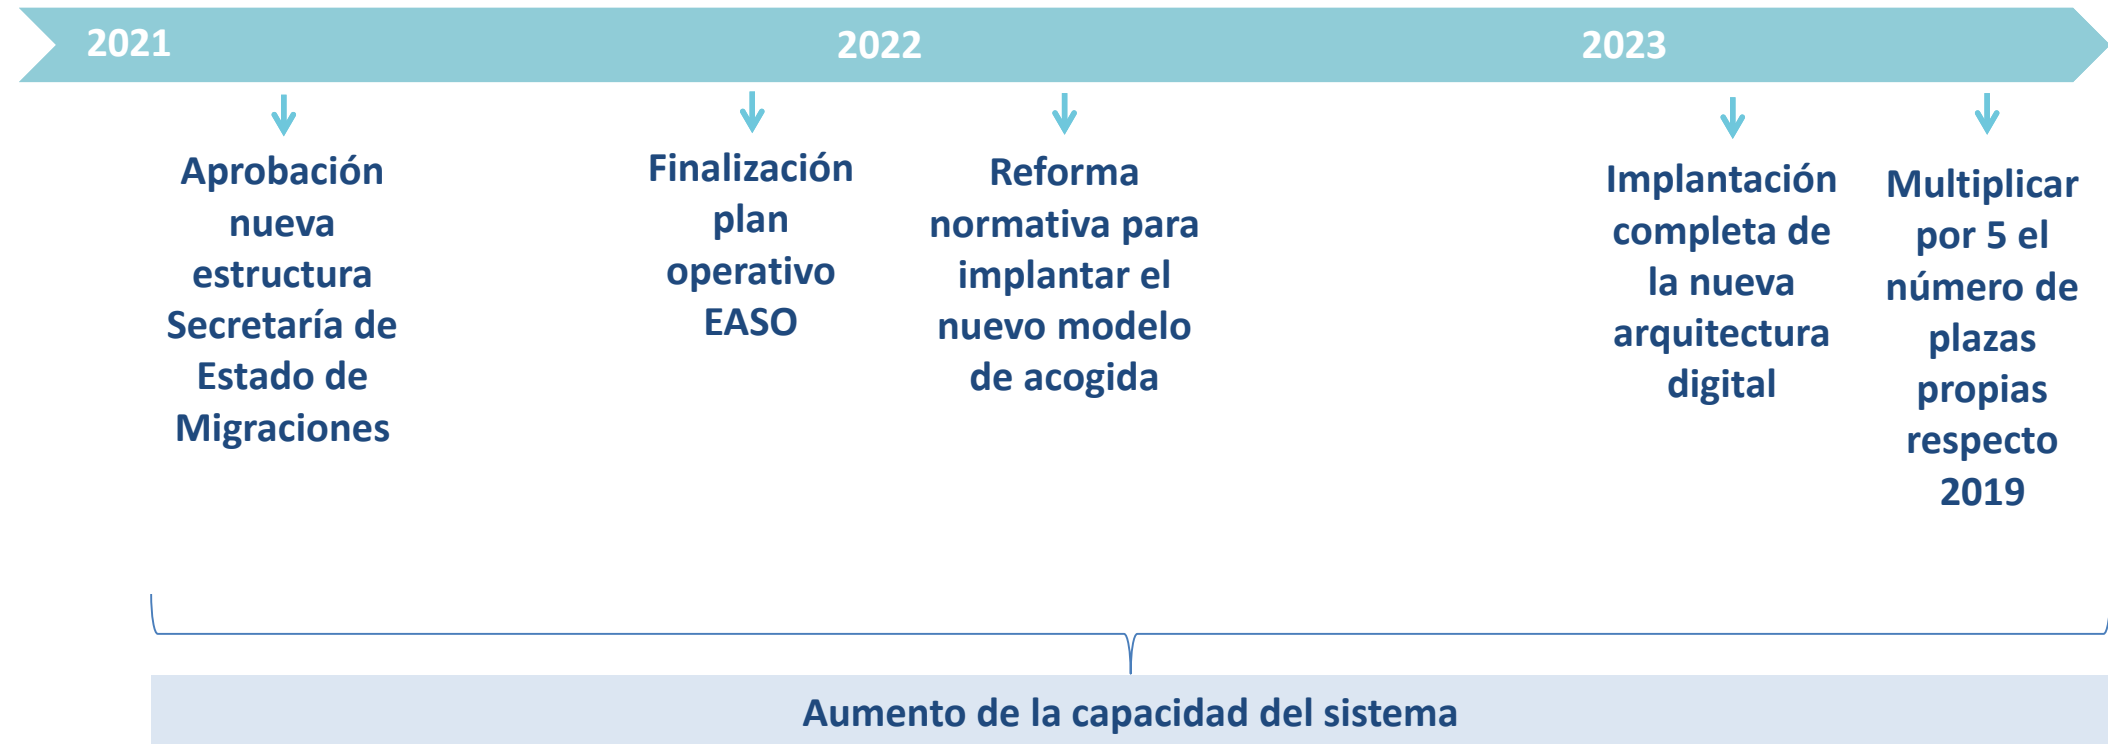 2021
2022
2023
Aprobación
nueva
estructura
Secretaría de
Estado de
Migraciones
Finalización
plan
operativo
EASO
Reforma
normativa para
implantar el
nuevo modelo
de acogida
Implantación
completa de
la nueva
arquitectura
digital
Multiplicar
por 5 el
número de
plazas
propias
respecto
2019
Aumento de la capacidad del sistema